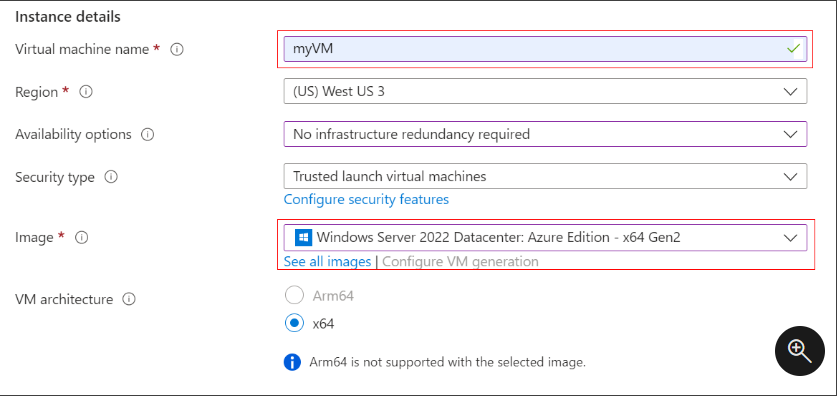 Instance details
Virtual machine name * myVM
Region * (US) West US 3
Availability options No infrastructure redundancy required
Security type Trusted launch virtual machines
Configure security features
Image * Windows Server 2022 Datacenter: Azure Edition - x64 Gen2
See all images | Configure VM generation
VM architecture Arm64
x64
Arm64 is not supported with the selected image.